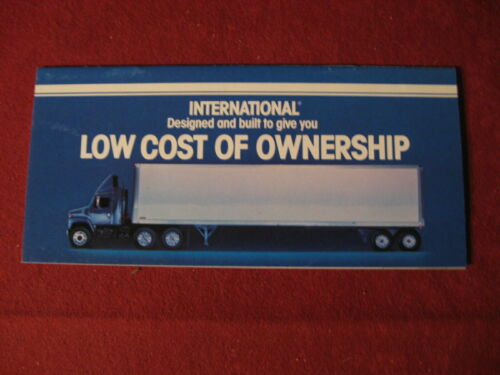 INTERNATIONAL®
Designed and built to give you
LOW COST OF OWNERSHIP